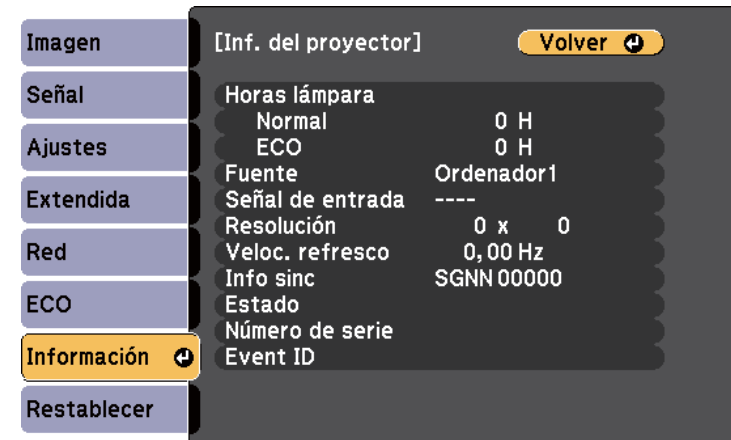 Imagen
Señal
Ajustes
Extendida
Red
ECO
Información
Restablecer
[Inf. del proyector] Volver
Horas lámpara
Normal 0 H
ECO 0 H
Fuente Ordenador1
Señal de entrada ----
Resolución 0 x 0
Veloc. refresco 0,00 Hz
Info sinc SGNN 00000
Estado
Número de serie
Event ID